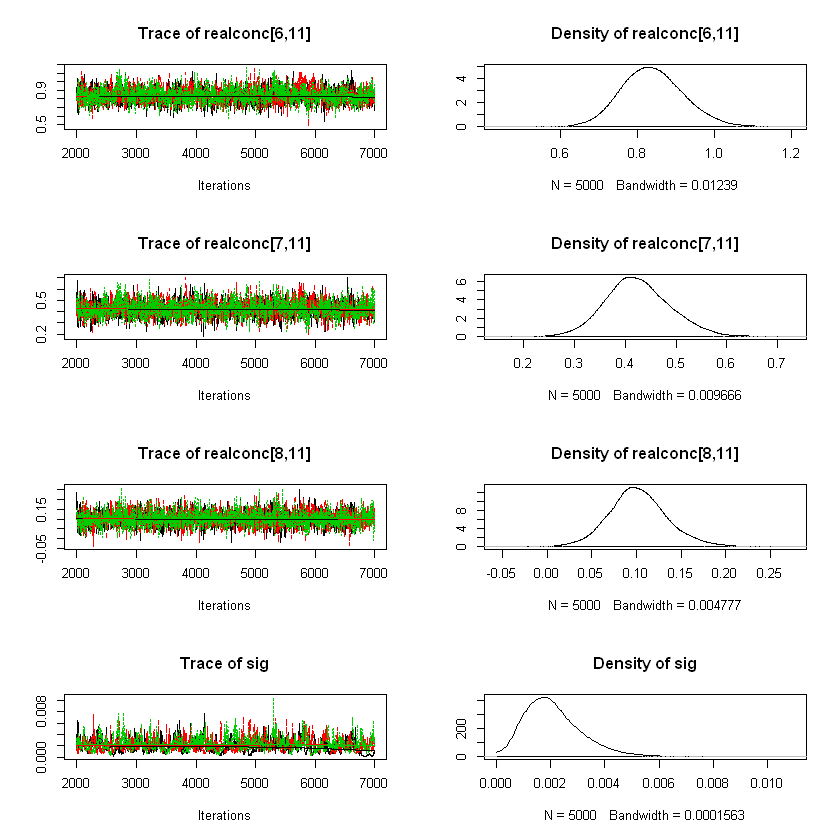 Trace of realconc[6,11]
0.5 0.9
2000 3000 4000 5000 6000 7000
Iterations
Density of realconc[6,11]
0 2 4
0.6 0.8 1.0 1.2
N = 5000 Bandwidth = 0.01239
Trace of realconc[7,11]
0.2 0.5
2000 3000 4000 5000 6000 7000
Iterations
Density of realconc[7,11]
0 2 4 6
0.2 0.3 0.4 0.5 0.6 0.7
N = 5000 Bandwidth = 0.009666
Trace of realconc[8,11]
-0.05 0.15
2000 3000 4000 5000 6000 7000
Iterations
Density of realconc[8,11]
0 4 8
-0.05 0.00 0.05 0.10 0.15 0.20 0.25
N = 5000 Bandwidth = 0.004777
Trace of sig
0.000 0.008
2000 3000 4000 5000 6000 7000
Iterations
Density of sig
0 200
0.000 0.002 0.004 0.006 0.008 0.010
N = 5000 Bandwidth = 0.0001563